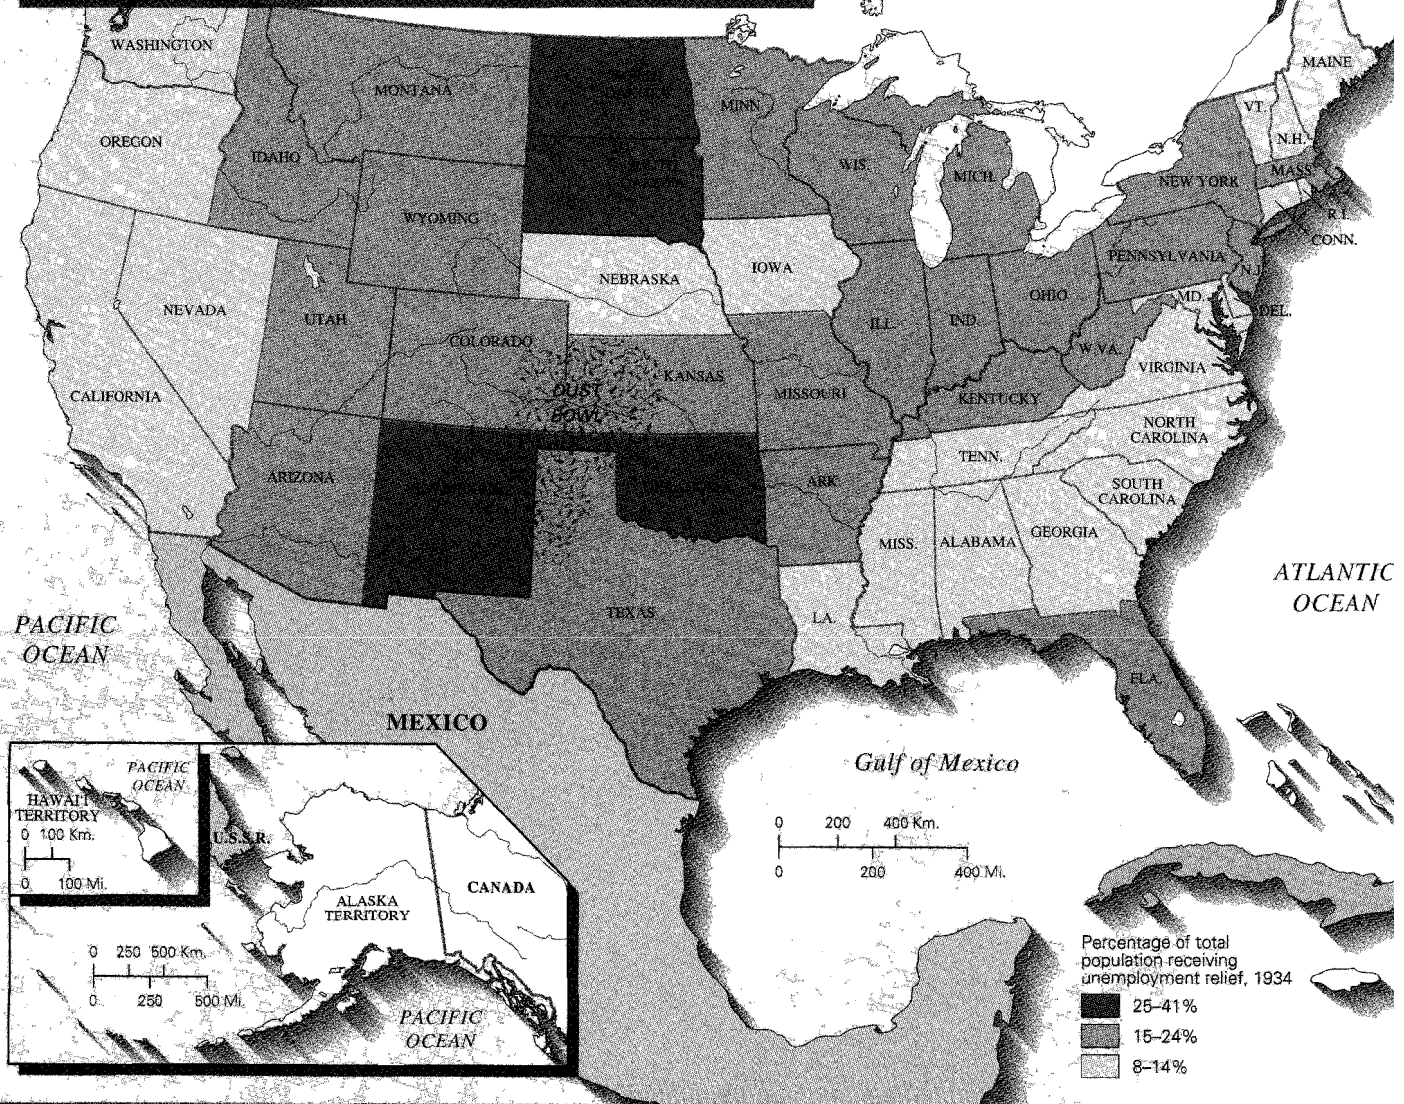 WASHINGTON
MAINE
MONTANA
MINN.
VT.
OREGON
N.H.
IDAHO
WIS.
MICH.
MASS.
NEW YORK
WYOMING
R.I.
CONN.
PENNSYLVANIA
NEBRASKA
IOWA
N.J.
NEVADA
OHIO
MD.
DEL.
UTAH
ILL.
IND.
COLORADO
W.VA.
KANSAS
VIRGINIA
CALIFORNIA
DUST
BOWL
MISSOURI
KENTUCKY
NORTH
CAROLINA
TENN.
ARIZONA
ARK.
SOUTH
CAROLINA
MISS.
ALABAMA
GEORGIA
ATLANTIC
OCEAN
PACIFIC
OCEAN
TEXAS
LA.
FLA.
MEXICO
Gulf of Mexico
PACIFIC
OCEAN
HAWAII
TERRITORY
0 100 Km.
0 100 Mi.
U.S.S.R.
CANADA
ALASKA
TERRITORY
0 200 400 Km.
0 200 400 Mi.
0 250 500 Km.
0 250 500 Mi.
PACIFIC
OCEAN
Percentage of total
population receiving
unemployment relief, 1934
25–41%
15–24%
8–14%